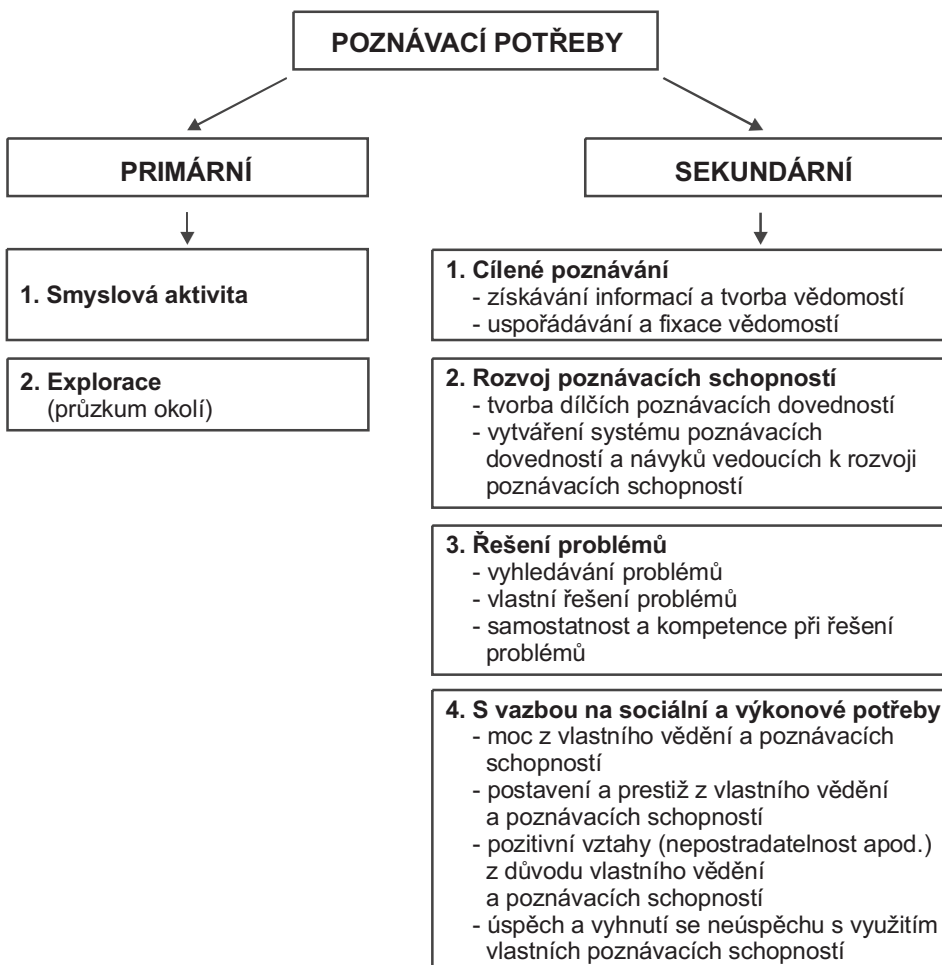 POZNÁVACÍ POTŘEBY
PRIMÁRNÍ
1. Smyslová aktivita
2. Explorace
(průzkum okolí)
SEKUNDÁRNÍ
1. Cílené poznávání
- získávání informací a tvorba vědomostí
- uspořádávání a fixace vědomostí
2. Rozvoj poznávacích schopností
- tvorba dílčích poznávacích dovedností
- vytváření systému poznávacích
dovedností a návyků vedoucích k rozvoji
poznávacích schopností
3. Řešení problémů
- vyhledávání problémů
- vlastní řešení problémů
- samostatnost a kompetence při řešení
problémů
4. S vazbou na sociální a výkonové potřeby
- moc z vlastního vědění a poznávacích
schopností
- postavení a prestiž z vlastního vědění
a poznávacích schopností
- pozitivní vztahy (nepostradatelnost apod.)
z důvodu vlastního vědění
a poznávacích schopností
- úspěch a vyhnutí se neúspěchu s využitím
vlastních poznávacích schopností